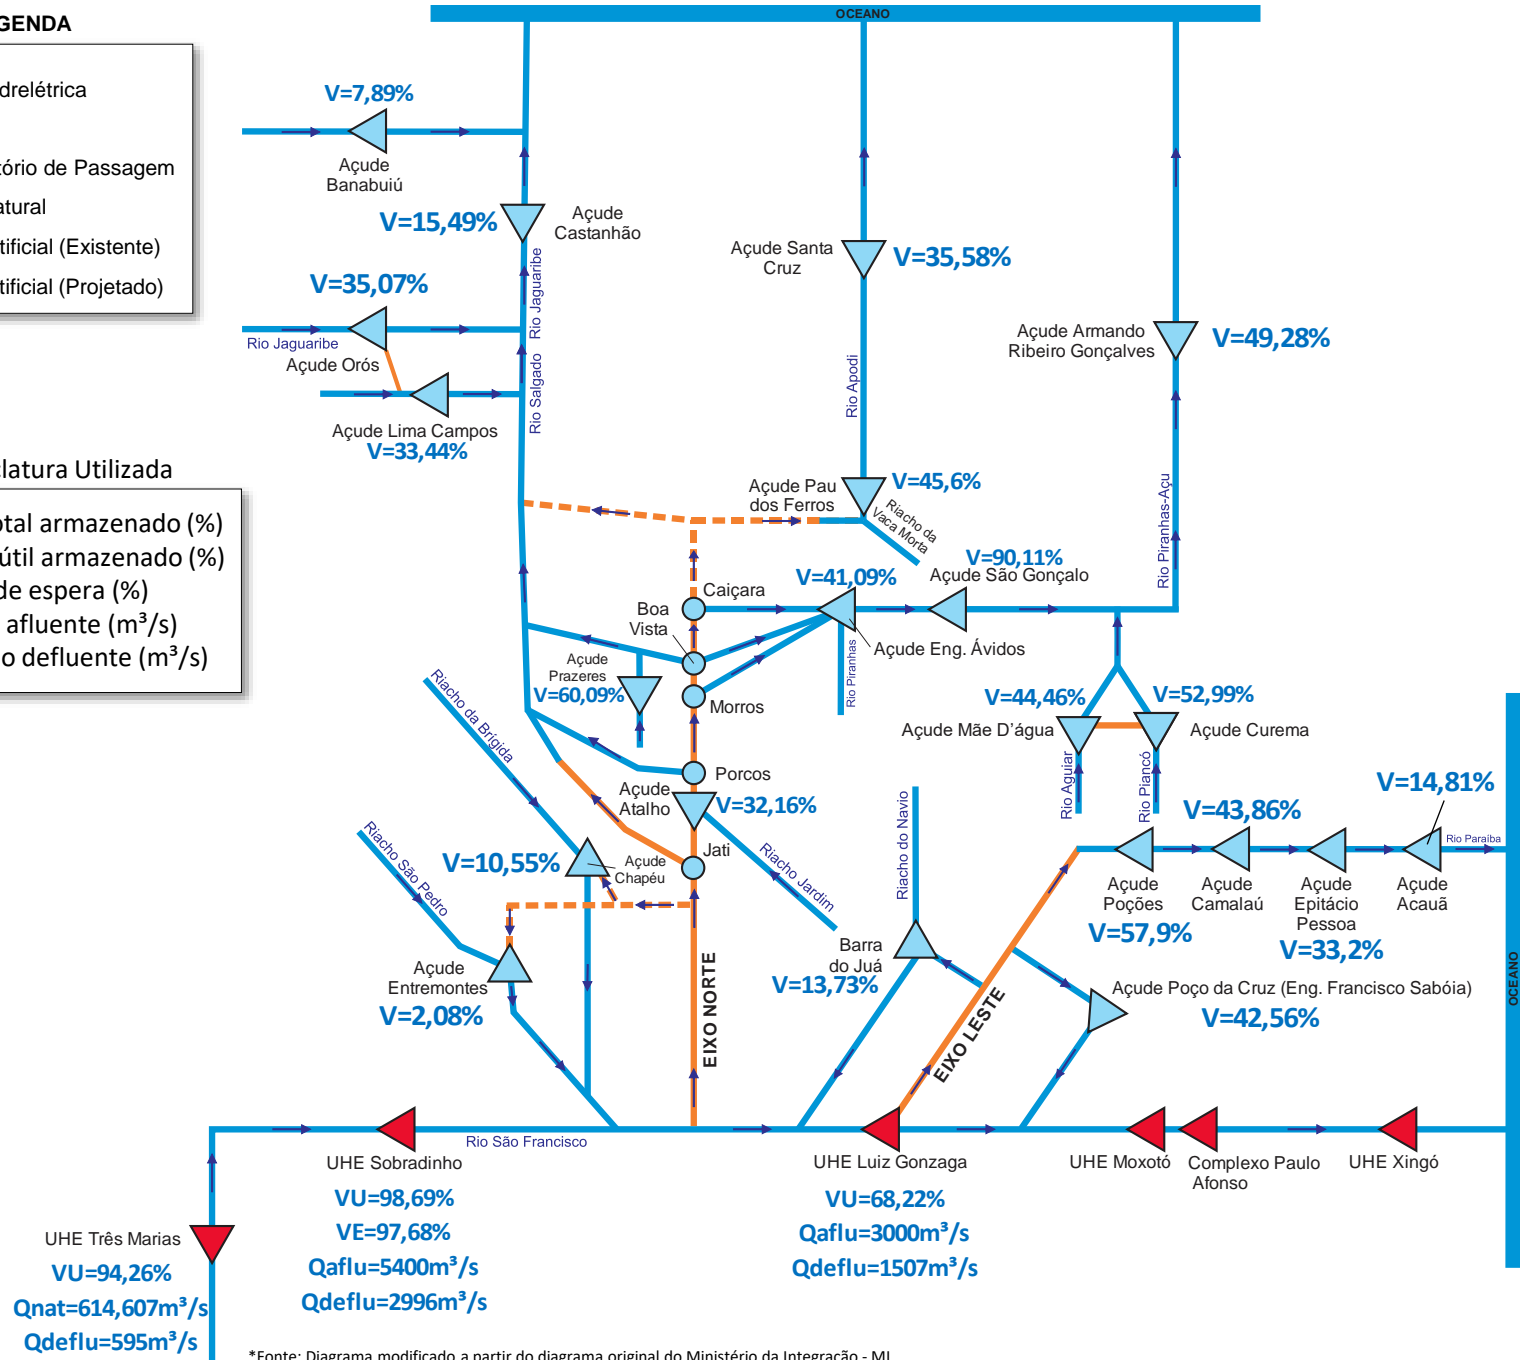 OCEANO
GENDA
drelétrica
tório de Passagem
atural
tificial (Existente)
tificial (Projetado)
clatura Utilizada
otal armazenado (%)
útil armazenado (%)
de espera (%)
afluente (m³/s)
o defluente (m³/s)
V=7,89%
Açude
Banabuiú
V=15,49%
Açude
Castanhão
Rio Jaguaribe
V=35,07%
Rio Jaguaribe
Açude Orós
Rio Salgado
Açude Lima Campos
V=33,44%
Açude Santa
Cruz
V=35,58%
Rio Apodi
Açude Armando
Ribeiro Gonçalves
V=49,28%
Rio Piranhas-Açu
Açude Pau
dos Ferros
V=45,6%
Riacho da
Vaca Morta
V=90,11%
Açude São Gonçalo
V=41,09%
Açude Eng. Ávidos
Rio Piranhas
Caiçara
Boa
Vista
Morros
Açude
Prazeres
V=60,09%
Porcos
Açude
Atalho
V=32,16%
Jati
Riacho Jardim
Riacho da Brígida
Riacho São Pedro
V=10,55%
Açude
Chapéu
Açude
Entremontes
V=2,08%
EIXO NORTE
V=44,46%
Açude Mãe D'água
V=52,99%
Açude Curema
Rio Aguiar
Rio Piancó
V=14,81%
V=43,86%
Rio Paraíba
Açude
Poções
V=57,9%
Açude
Camalaú
Açude
Epitácio
Pessoa
V=33,2%
Açude
Acauã
Riacho do Navio
Barra
do Juá
V=13,73%
EIXO LESTE
Açude Poço da Cruz (Eng. Francisco Sabóia)
V=42,56%
OCEANO
Rio São Francisco
UHE Sobradinho
VU=98,69%
VE=97,68%
Qaflu=5400m³/s
Qdeflu=2996m³/s
UHE Luiz Gonzaga
VU=68,22%
Qaflu=3000m³/s
Qdeflu=1507m³/s
UHE Moxotó
Complexo Paulo
Afonso
UHE Xingó
UHE Três Marias
VU=94,26%
Qnat=614,607m³/s
Qdeflu=595m³/s
*Fonte: Diagrama modificado a partir do diagrama original do Ministério da Integração - MI